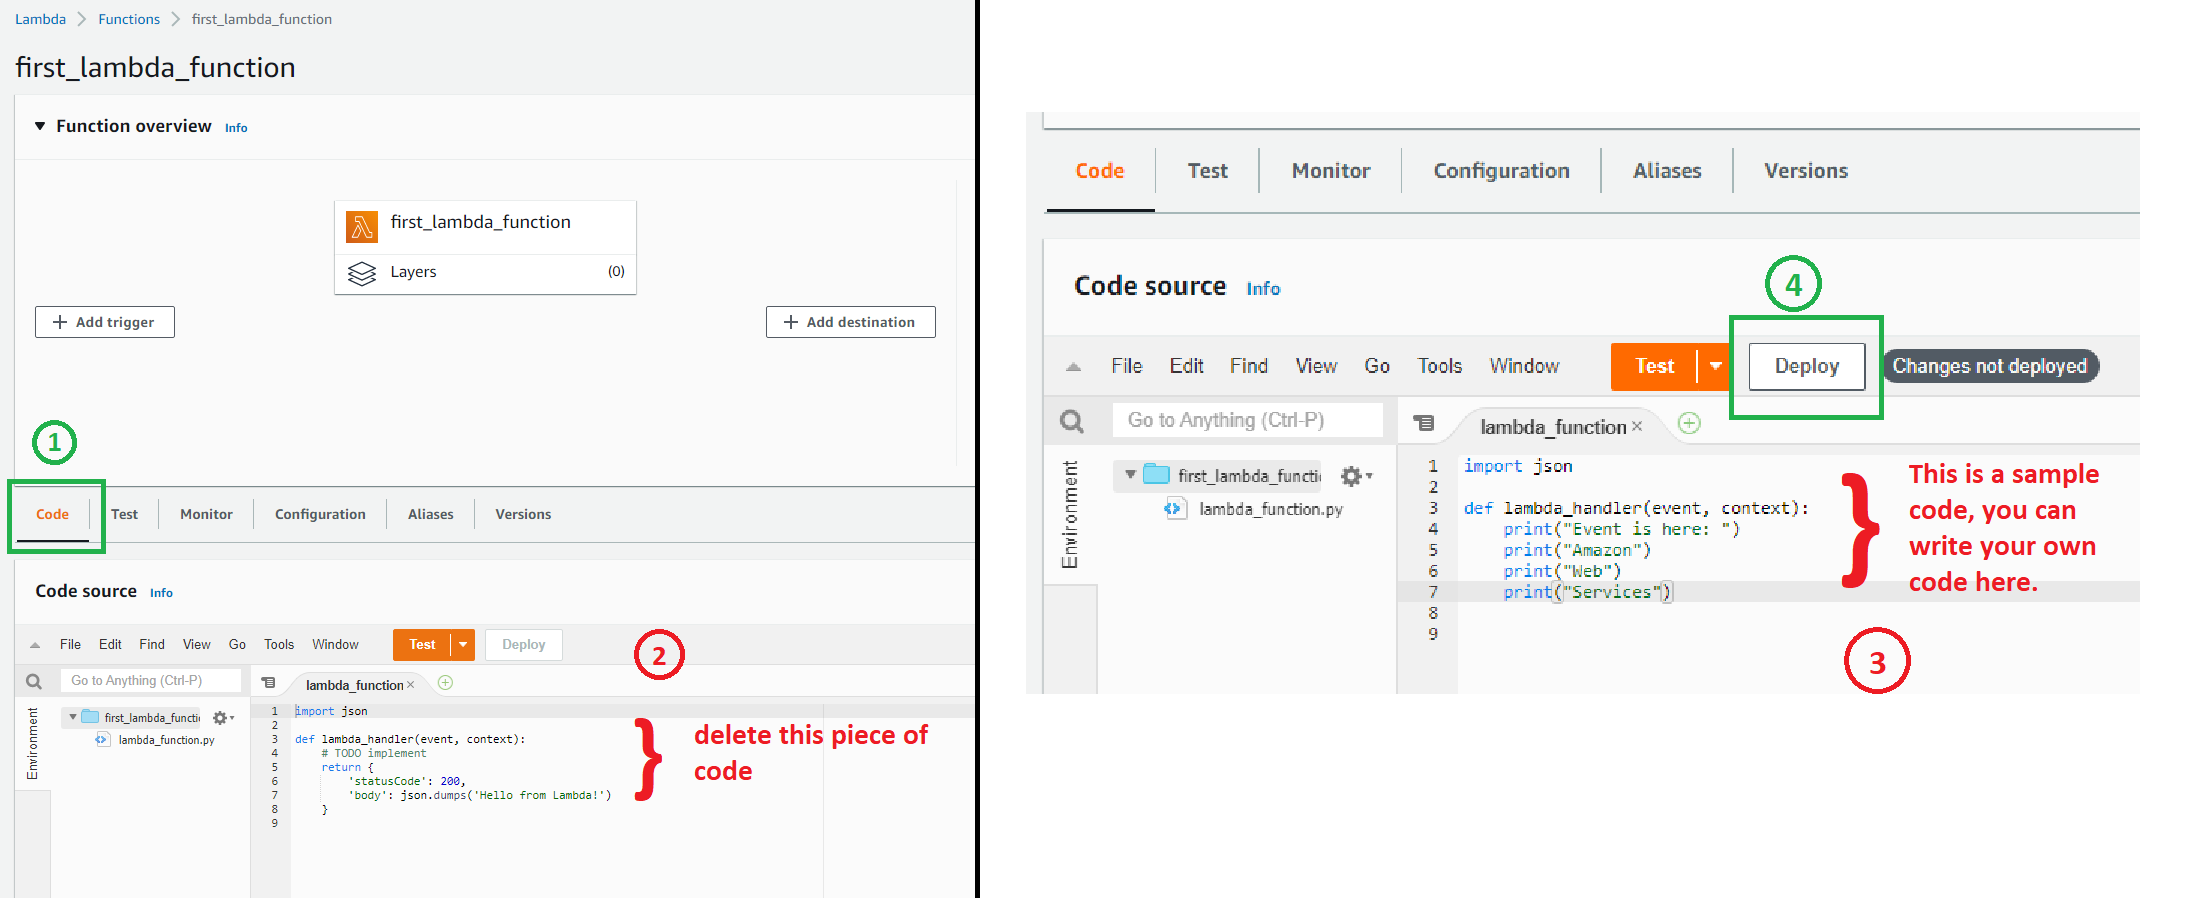 Lambda > Functions > first_lambda_function
first_lambda_function
▼ Function overview Info
first_lambda_function
Layers (0)
+ Add trigger
+ Add destination
1
Code Test Monitor Configuration Aliases Versions
Code source Info
File Edit Find View Go Tools Window Test Deploy
2
Go to Anything (Ctrl-P)
lambda_function ×
Environment
first_lambda_functi
lambda_function.py
1 import json
2
3 def lambda_handler(event, context):
4     # TODO implement
5     return {
6         'statusCode': 200,
7         'body': json.dumps('Hello from Lambda!')
8     }
9
delete this piece of
code
Code Test Monitor Configuration Aliases Versions
Code source Info
4
File Edit Find View Go Tools Window Test Deploy Changes not deployed
Go to Anything (Ctrl-P)
lambda_function ×
Environment
first_lambda_functi
lambda_function.py
1 import json
2
3 def lambda_handler(event, context):
4     print("Event is here: ")
5     print("Amazon")
6     print("Web")
7     print("Services")
8
9
This is a sample
code, you can
write your own
code here.
3